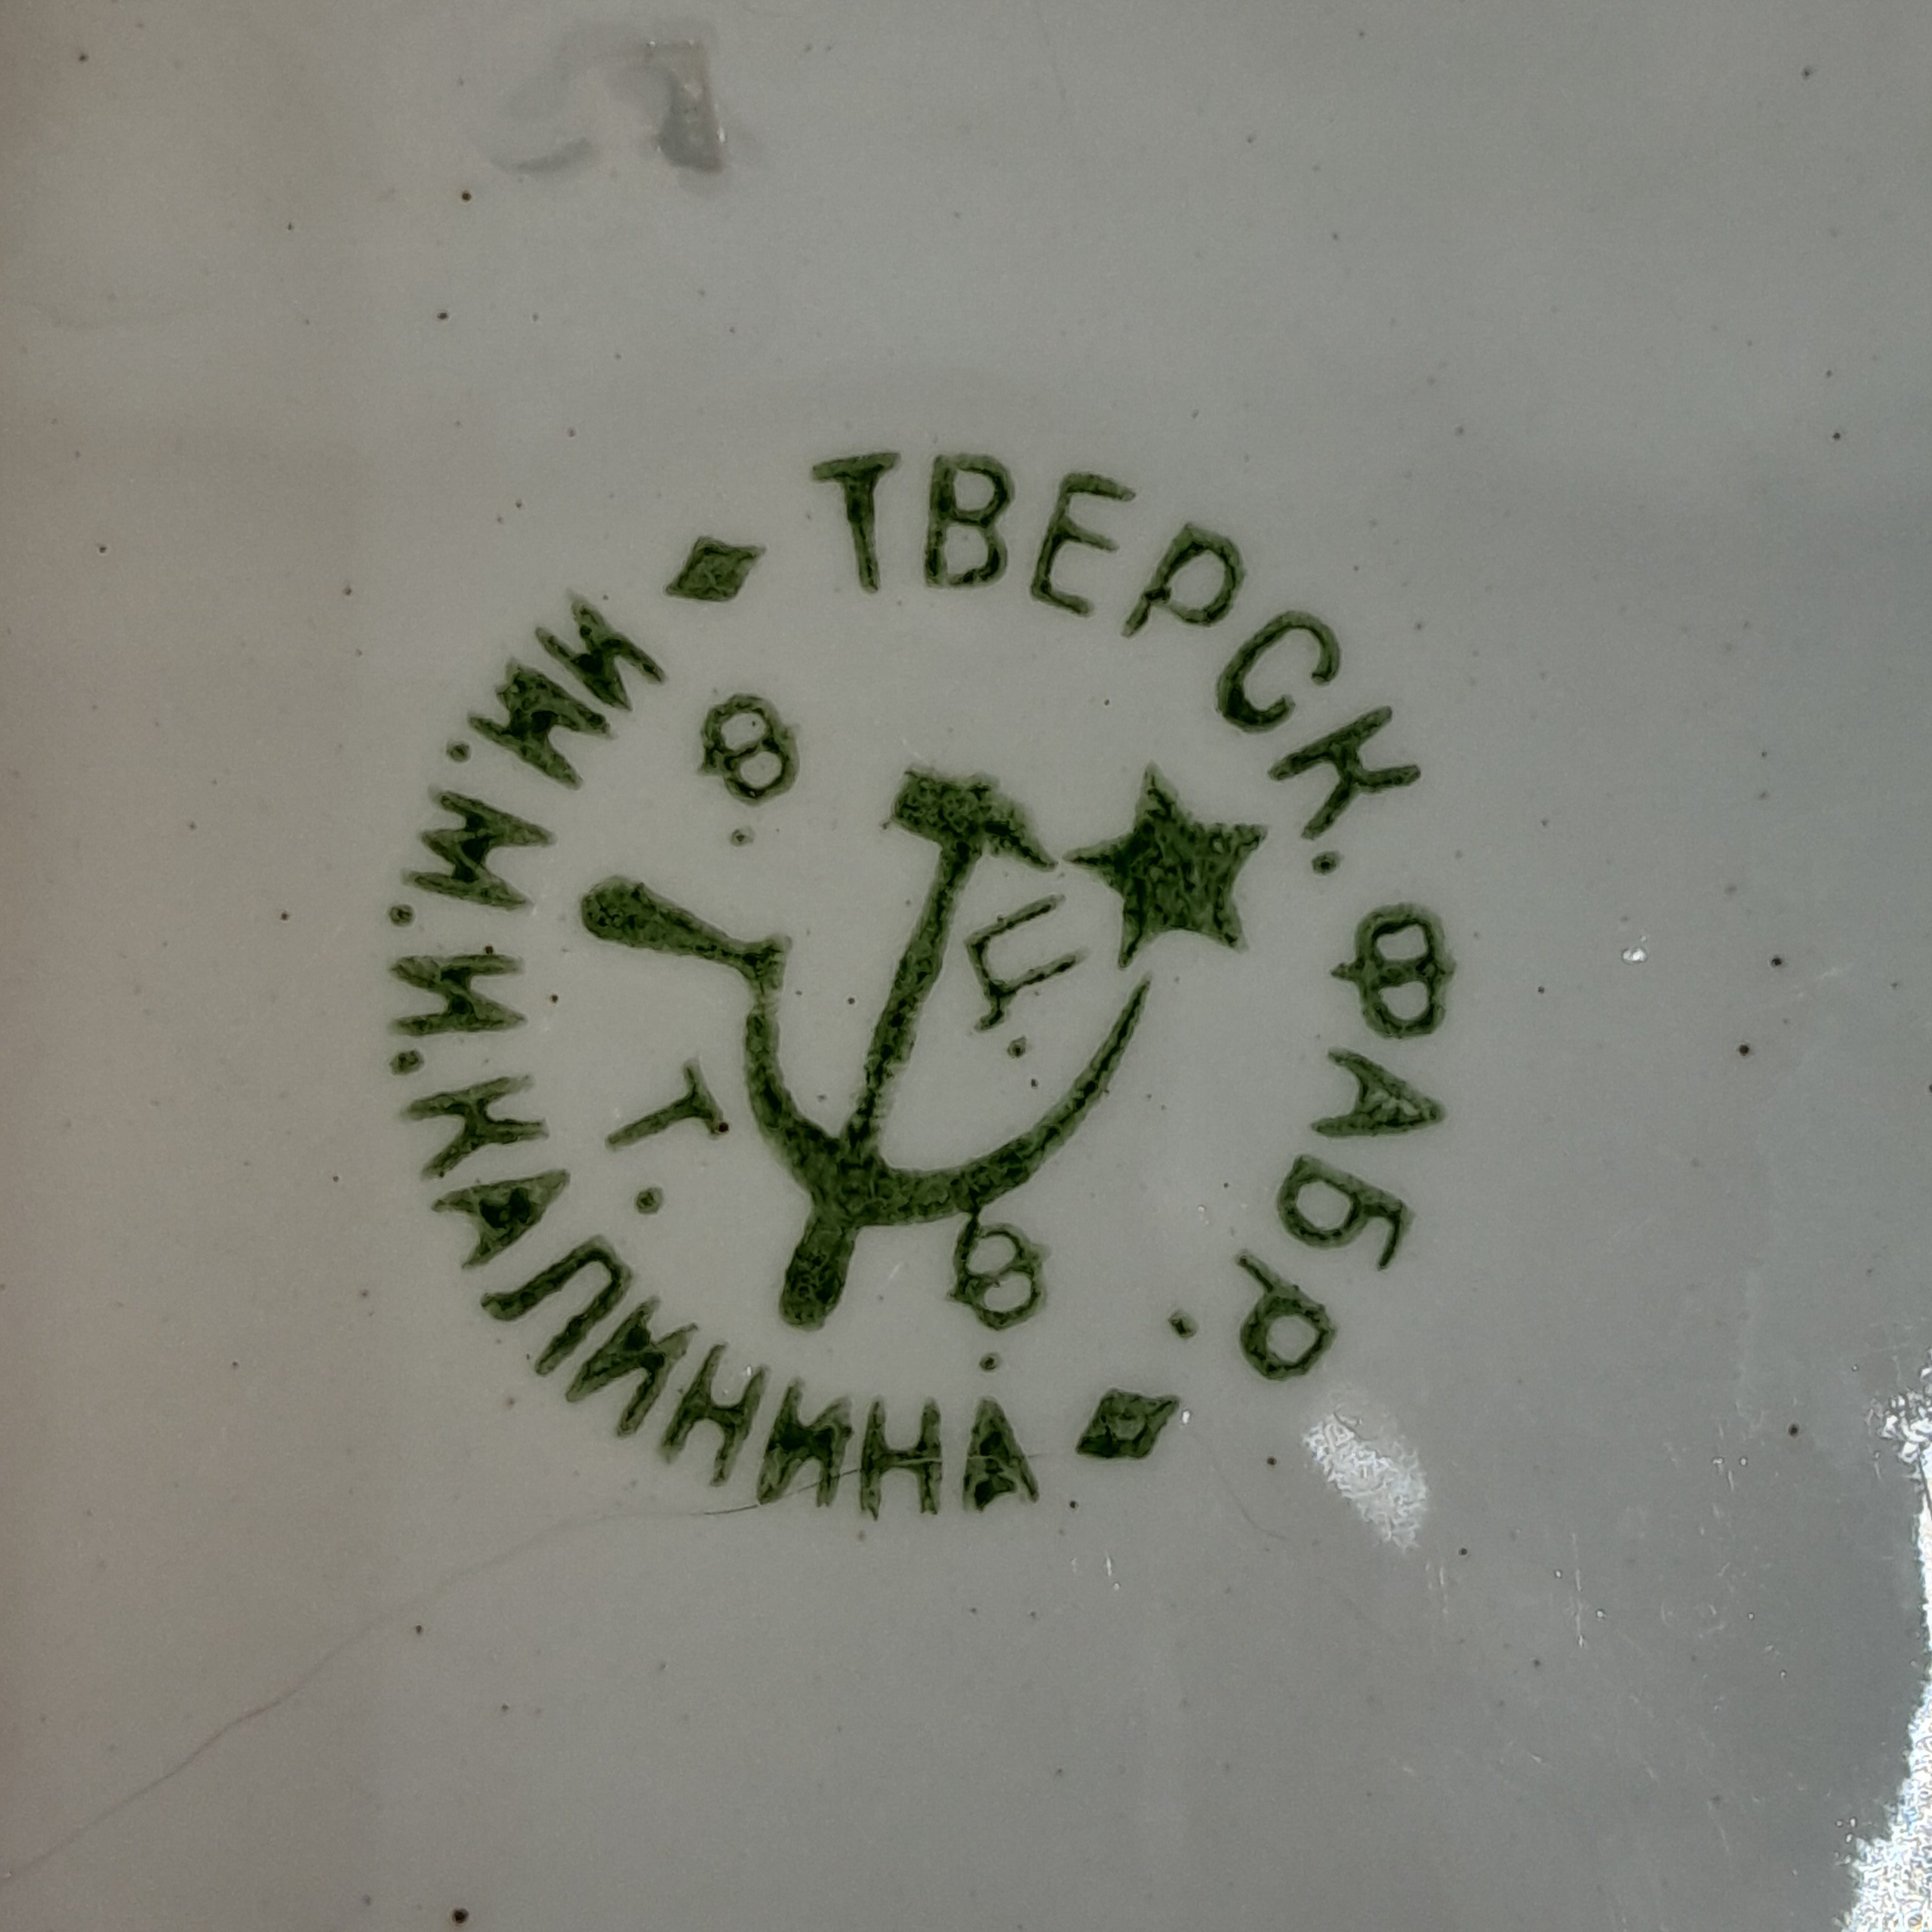 ТВЕРСК. ФАБР.
ИМ. М. И. КАЛИНИНА
Ф.
Ц.
Т.
Ф.